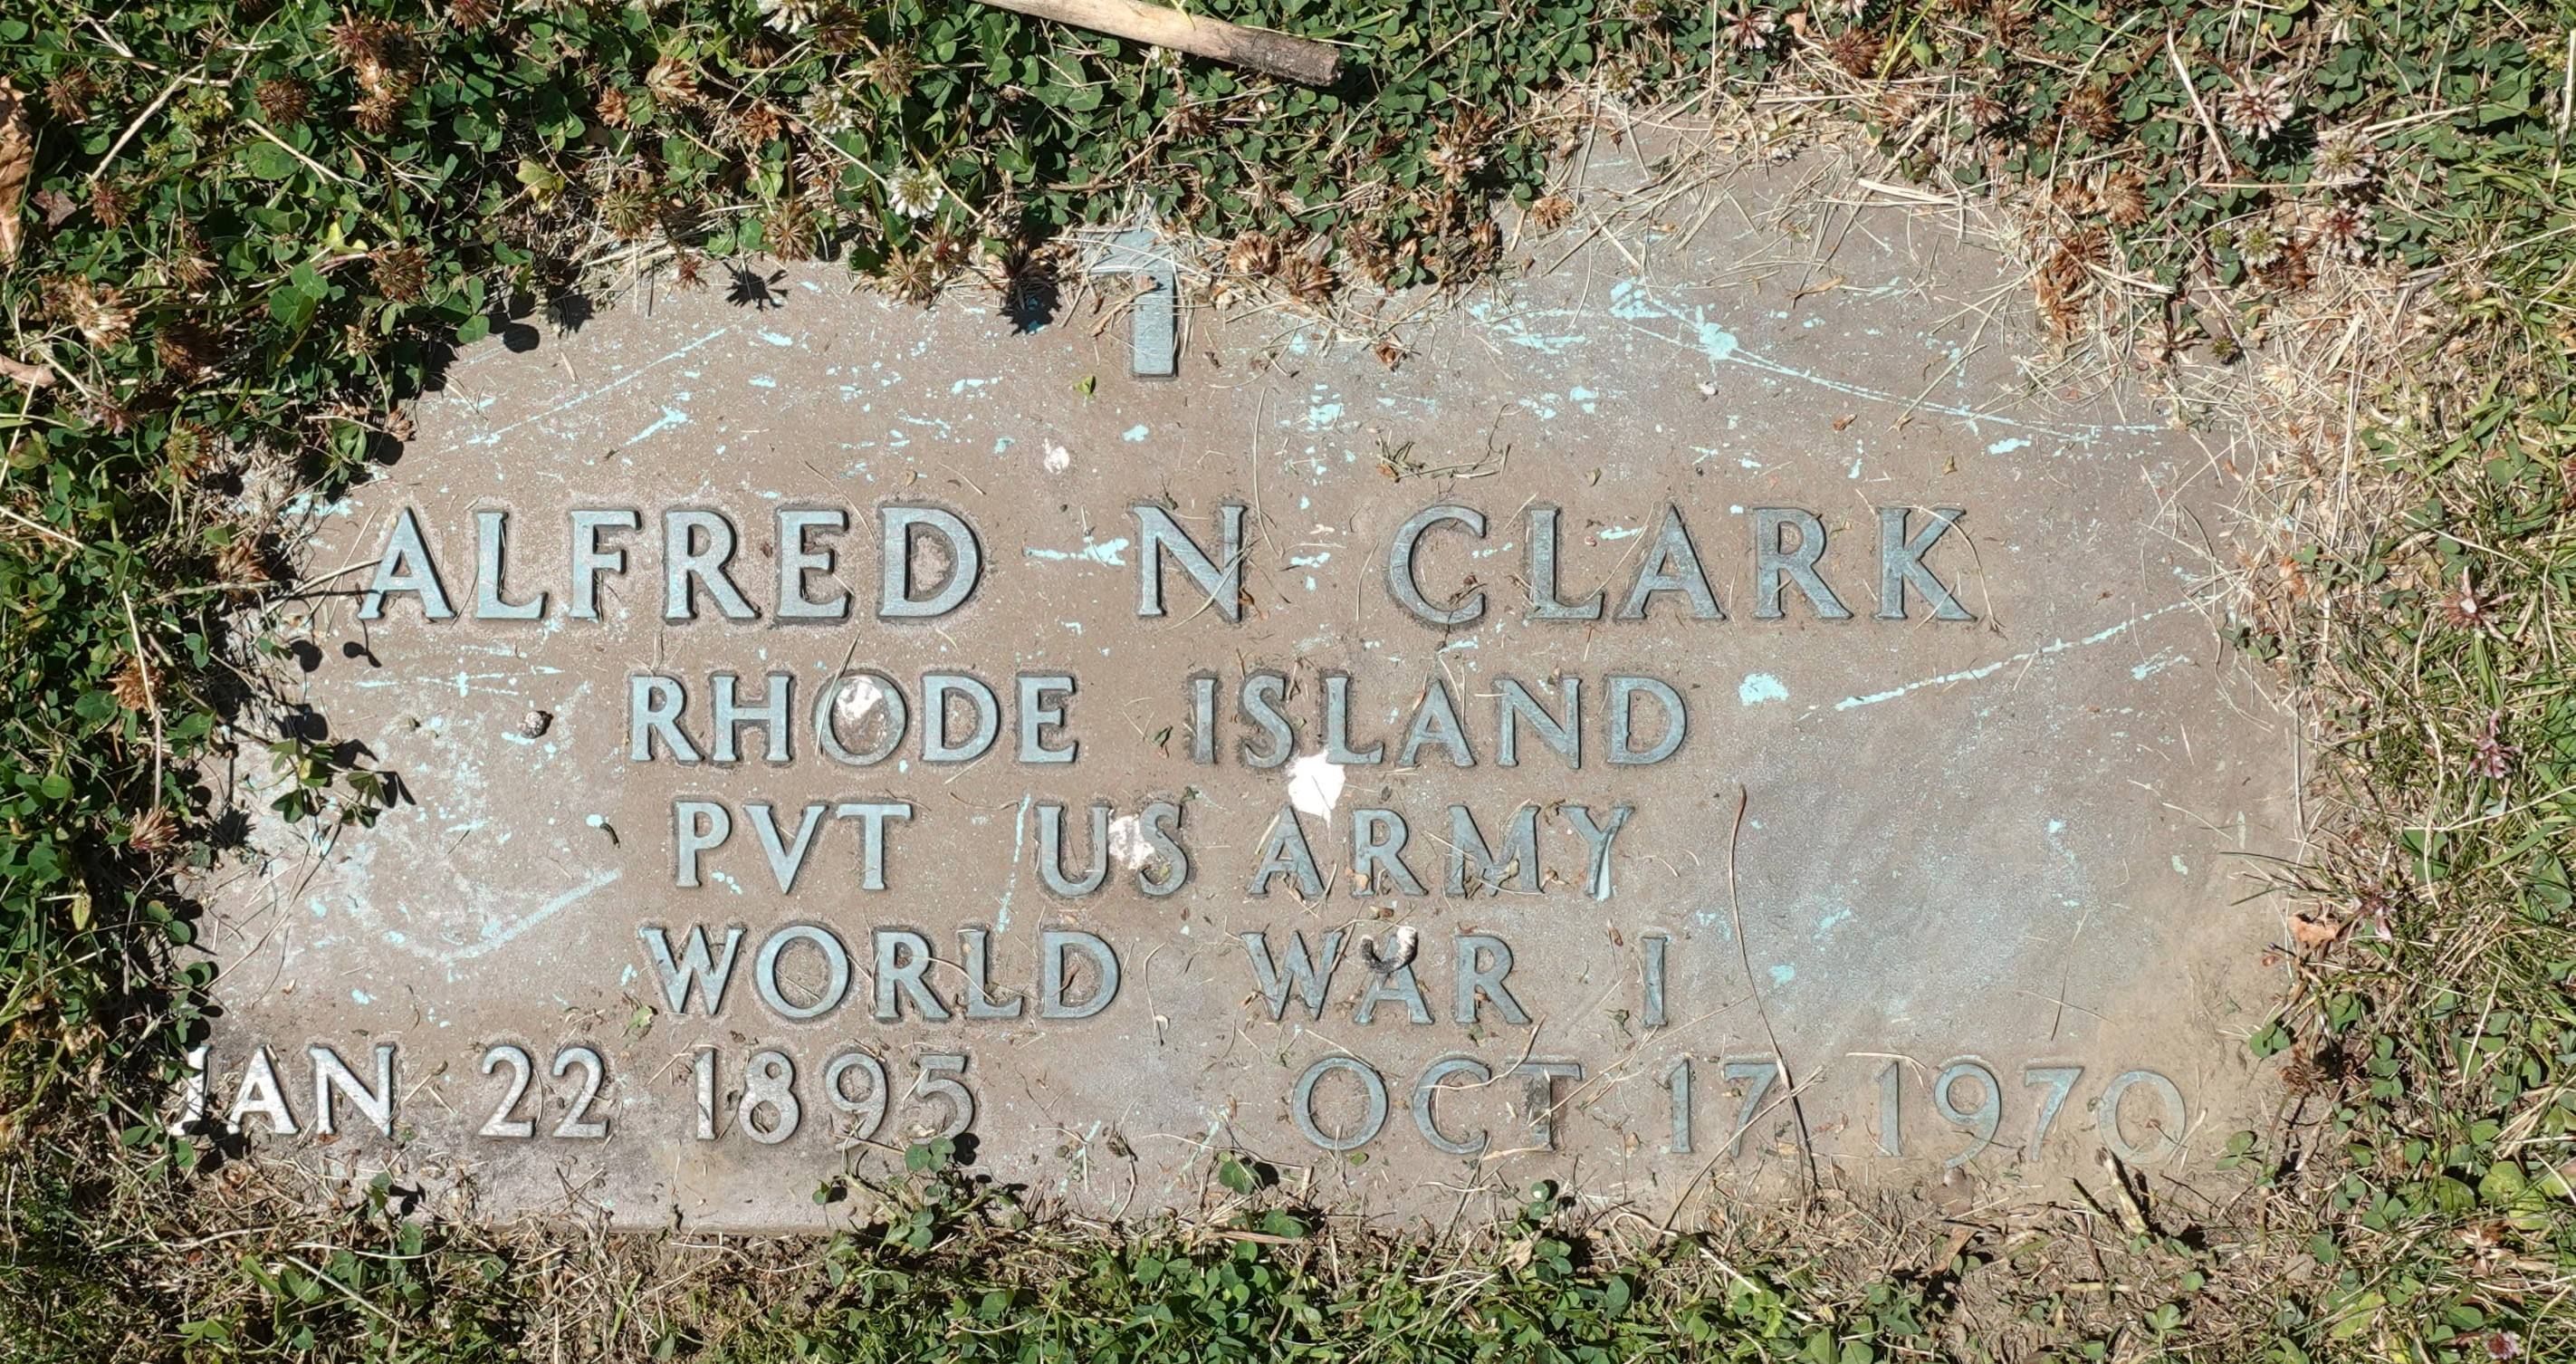 ALFRED N CLARK
RHODE ISLAND
PVT US ARMY
WORLD WAR I
JAN 22 1895 OCT 17 1970